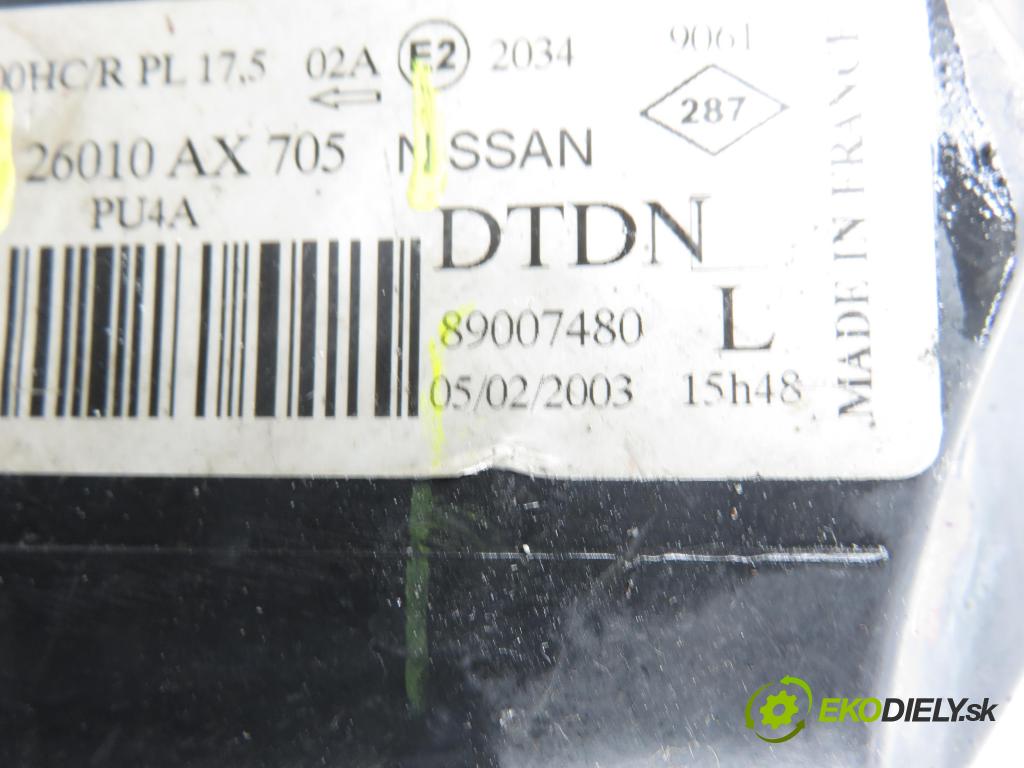 00HC/R PL 17,5 02A E2 2034 9061
287
26010 AX 705 NISSAN
PU4A
DTDN
89007480 L
05/02/2003 15h48
MADE IN FRANCE
EKODIELY.sk